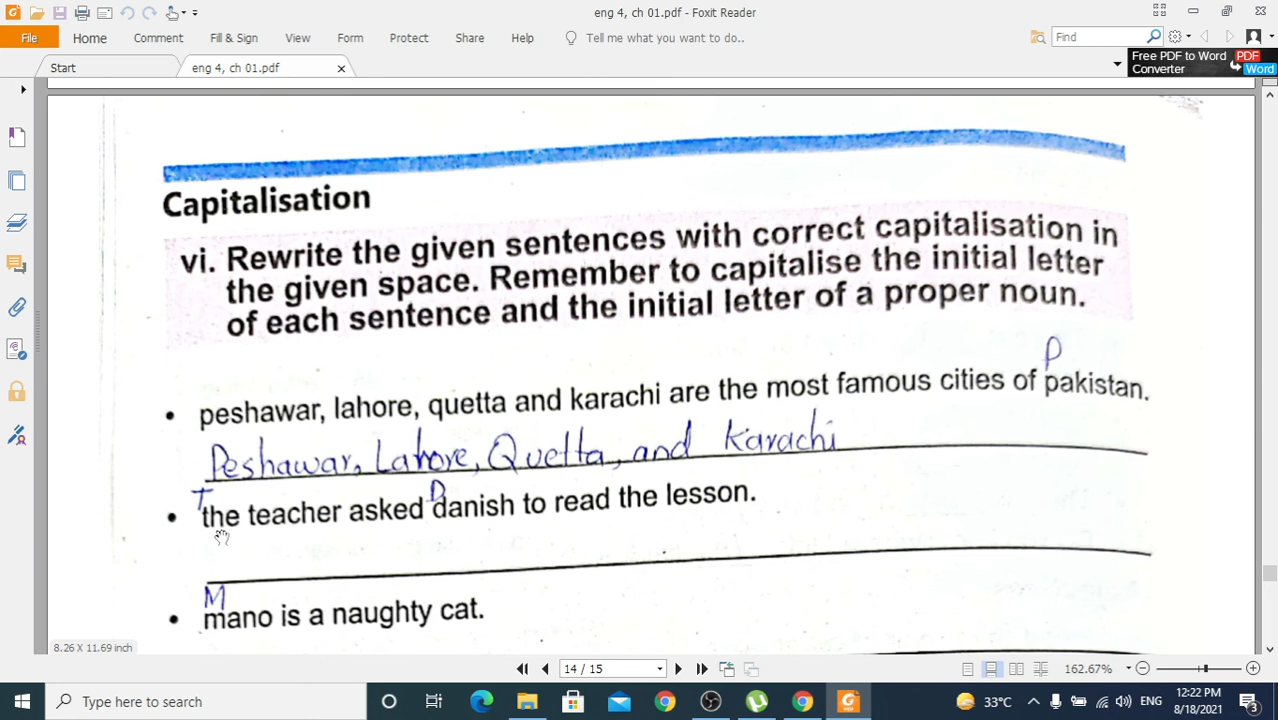 eng 4, ch 01.pdf - Foxit Reader
File Home Comment Fill & Sign View Form Protect Share Help Tell me what you want to do.. Find
Start eng 4, ch 01.pdf
Free PDF to Word Converter PDF Word
Capitalisation
vi. Rewrite the given sentences with correct capitalisation in
the given space. Remember to capitalise the initial letter
of each sentence and the initial letter of a proper noun.
P
• peshawar, lahore, quetta and karachi are the most famous cities of pakistan.
Peshawar, Lahore, Quetta, and Karachi
T D
• the teacher asked danish to read the lesson.
M
• mano is a naughty cat.
8.26 X 11.69 inch
14 / 15 162.67%
Type here to search 33°C ENG 12:22 PM
8/18/2021 3